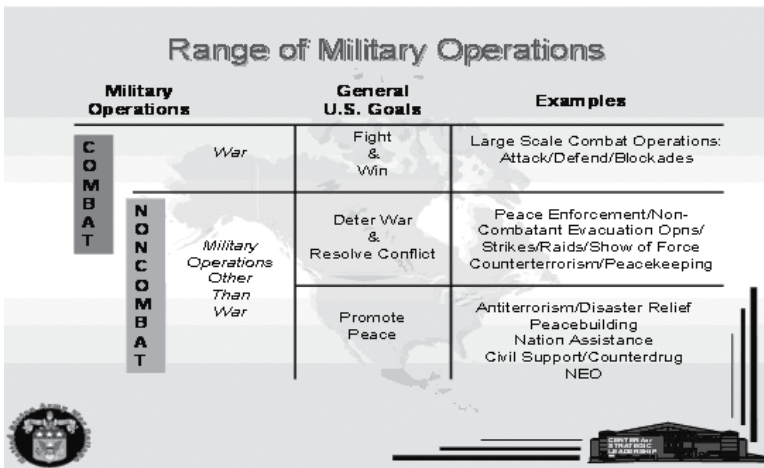 Range of Military Operations
Military
Operations
General
U.S. Goals
Examples
COMBAT
NONCOMBAT
War
Fight
&
Win
Large Scale Combat Operations:
Attack/Defend/Blockades
Military
Operations
Other
Than
War
Deter War
&
Resolve Conflict
Peace Enforcement/Non-
Combatant Evacuation Opns/
Strikes/Raids/Show of Force
Counterterrorism/Peacekeeping
Promote
Peace
Antiterrorism/Disaster Relief
Peacebuilding
Nation Assistance
Civil Support/Counterdrug
NEO
CENTER for
STRATEGIC
LEADERSHIP